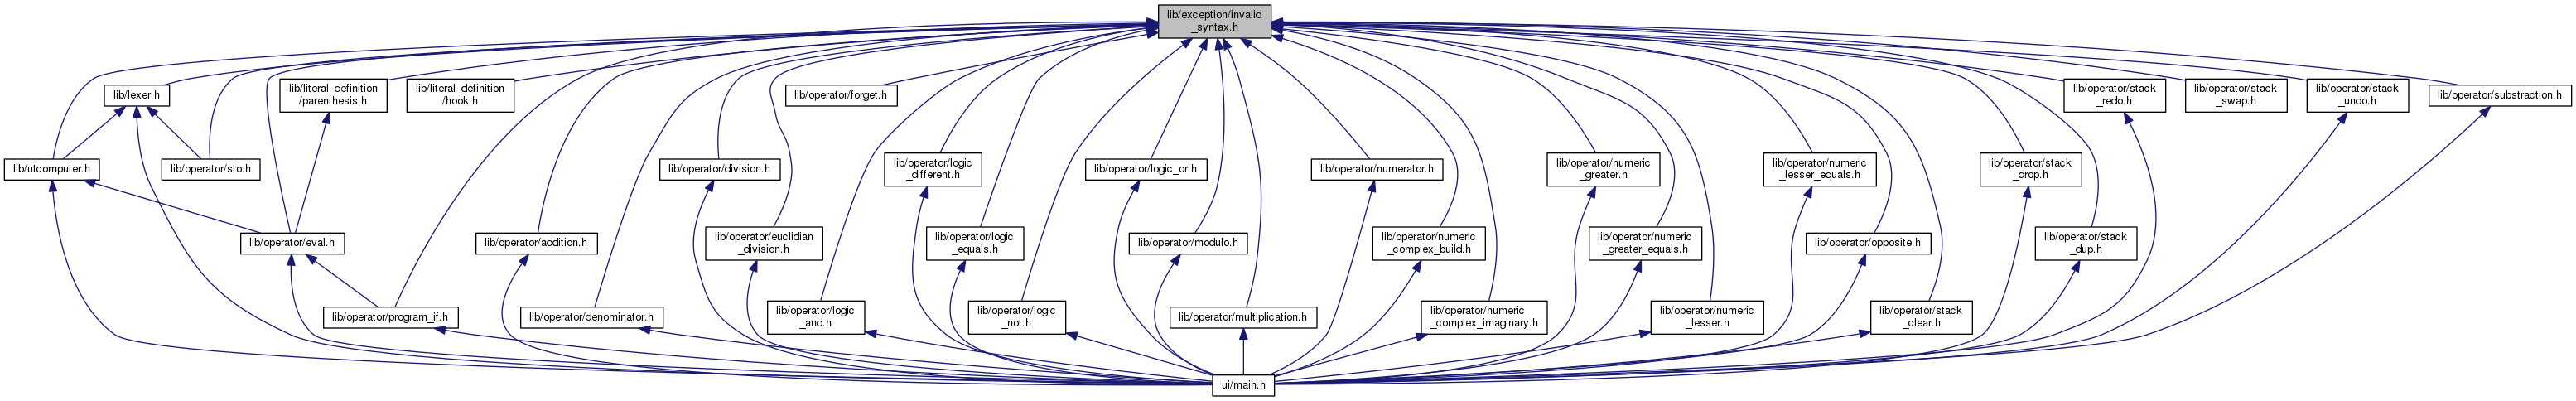 lib/exception/invalid
_syntax.h
lib/lexer.h
lib/literal_definition
/parenthesis.h
lib/literal_definition
/hook.h
lib/operator/forget.h
lib/operator/stack
_redo.h
lib/operator/stack
_swap.h
lib/operator/stack
_undo.h
lib/operator/substraction.h
lib/utcomputer.h
lib/operator/sto.h
lib/operator/division.h
lib/operator/logic
_different.h
lib/operator/logic_or.h
lib/operator/numerator.h
lib/operator/numeric
_greater.h
lib/operator/numeric
_lesser_equals.h
lib/operator/stack
_drop.h
lib/operator/eval.h
lib/operator/addition.h
lib/operator/euclidian
_division.h
lib/operator/logic
_equals.h
lib/operator/modulo.h
lib/operator/numeric
_complex_build.h
lib/operator/numeric
_greater_equals.h
lib/operator/opposite.h
lib/operator/stack
_dup.h
lib/operator/program_if.h
lib/operator/denominator.h
lib/operator/logic
_and.h
lib/operator/logic
_not.h
lib/operator/multiplication.h
lib/operator/numeric
_complex_imaginary.h
lib/operator/numeric
_lesser.h
lib/operator/stack
_clear.h
ui/main.h